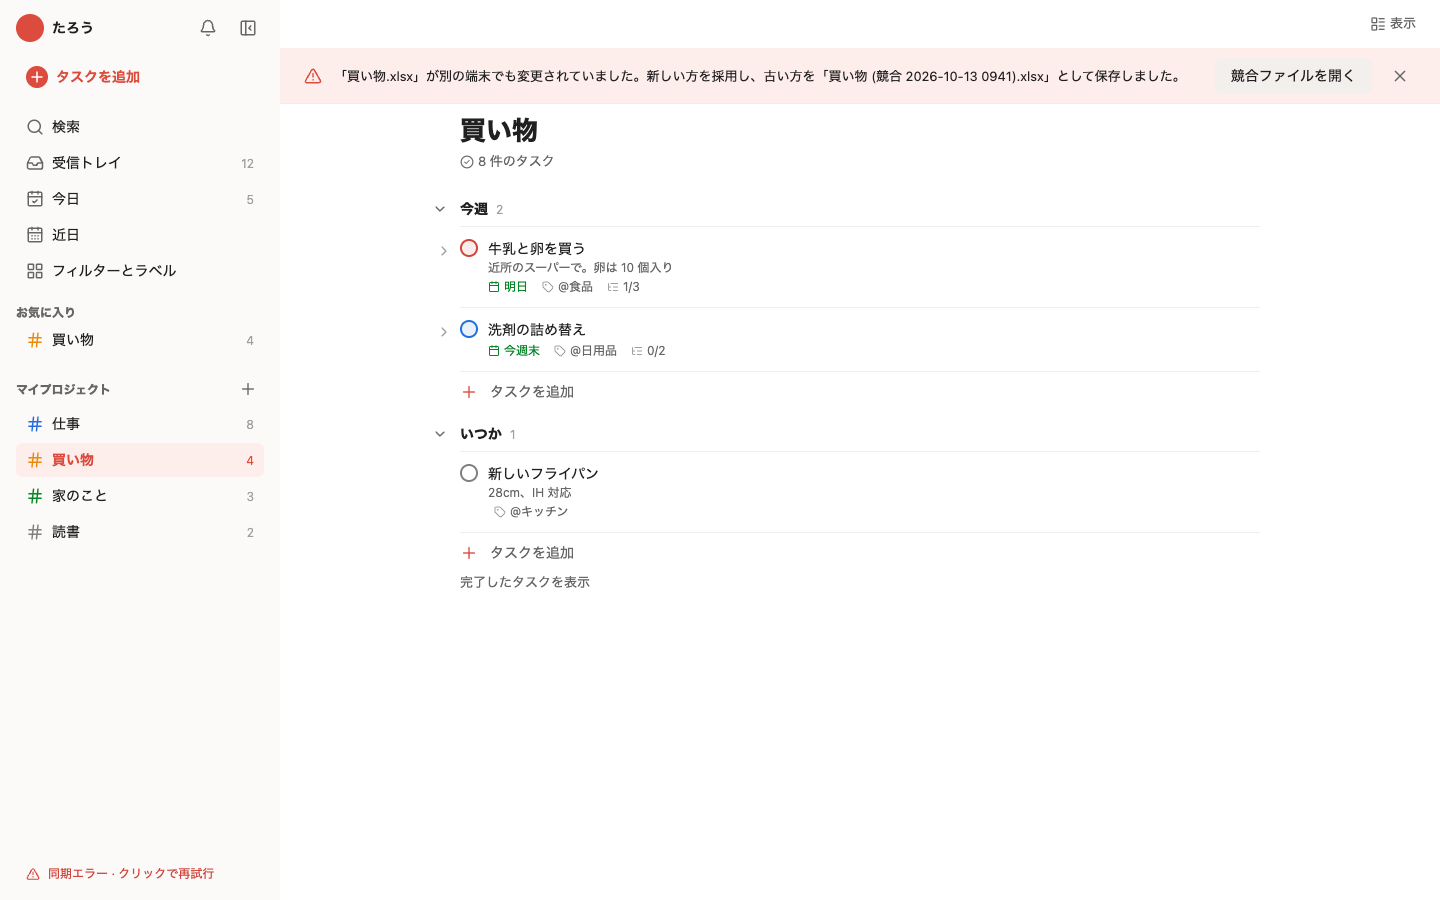 たろう
タスクを追加
検索
受信トレイ 12
今日 5
近日
フィルターとラベル
お気に入り
買い物 4
マイプロジェクト
仕事 8
買い物 4
家のこと 3
読書 2
同期エラー · クリックで再試行
表示
「買い物.xlsx」が別の端末でも変更されていました。新しい方を採用し、古い方を「買い物 (競合 2026-10-13 0941).xlsx」として保存しました。
競合ファイルを開く
買い物
8 件のタスク
今週 2
牛乳と卵を買う
近所のスーパーで。卵は 10 個入り
明日 @食品 1/3
洗剤の詰め替え
今週末 @日用品 0/2
タスクを追加
いつか 1
新しいフライパン
28cm、IH 対応
@キッチン
タスクを追加
完了したタスクを表示